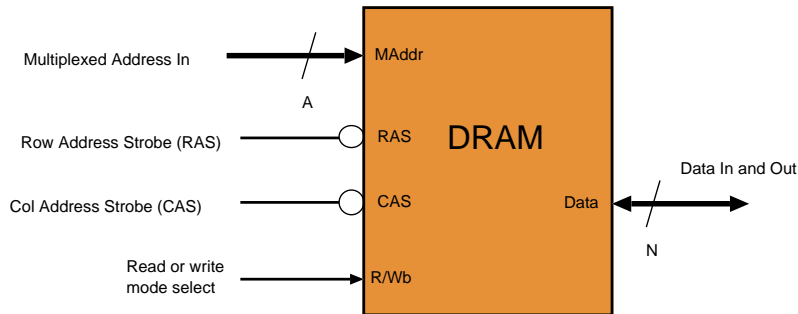 Multiplexed Address In
MAddr
A
Row Address Strobe (RAS)
RAS
DRAM
Data In and Out
Col Address Strobe (CAS)
CAS
Data
N
Read or write
mode select
R/Wb